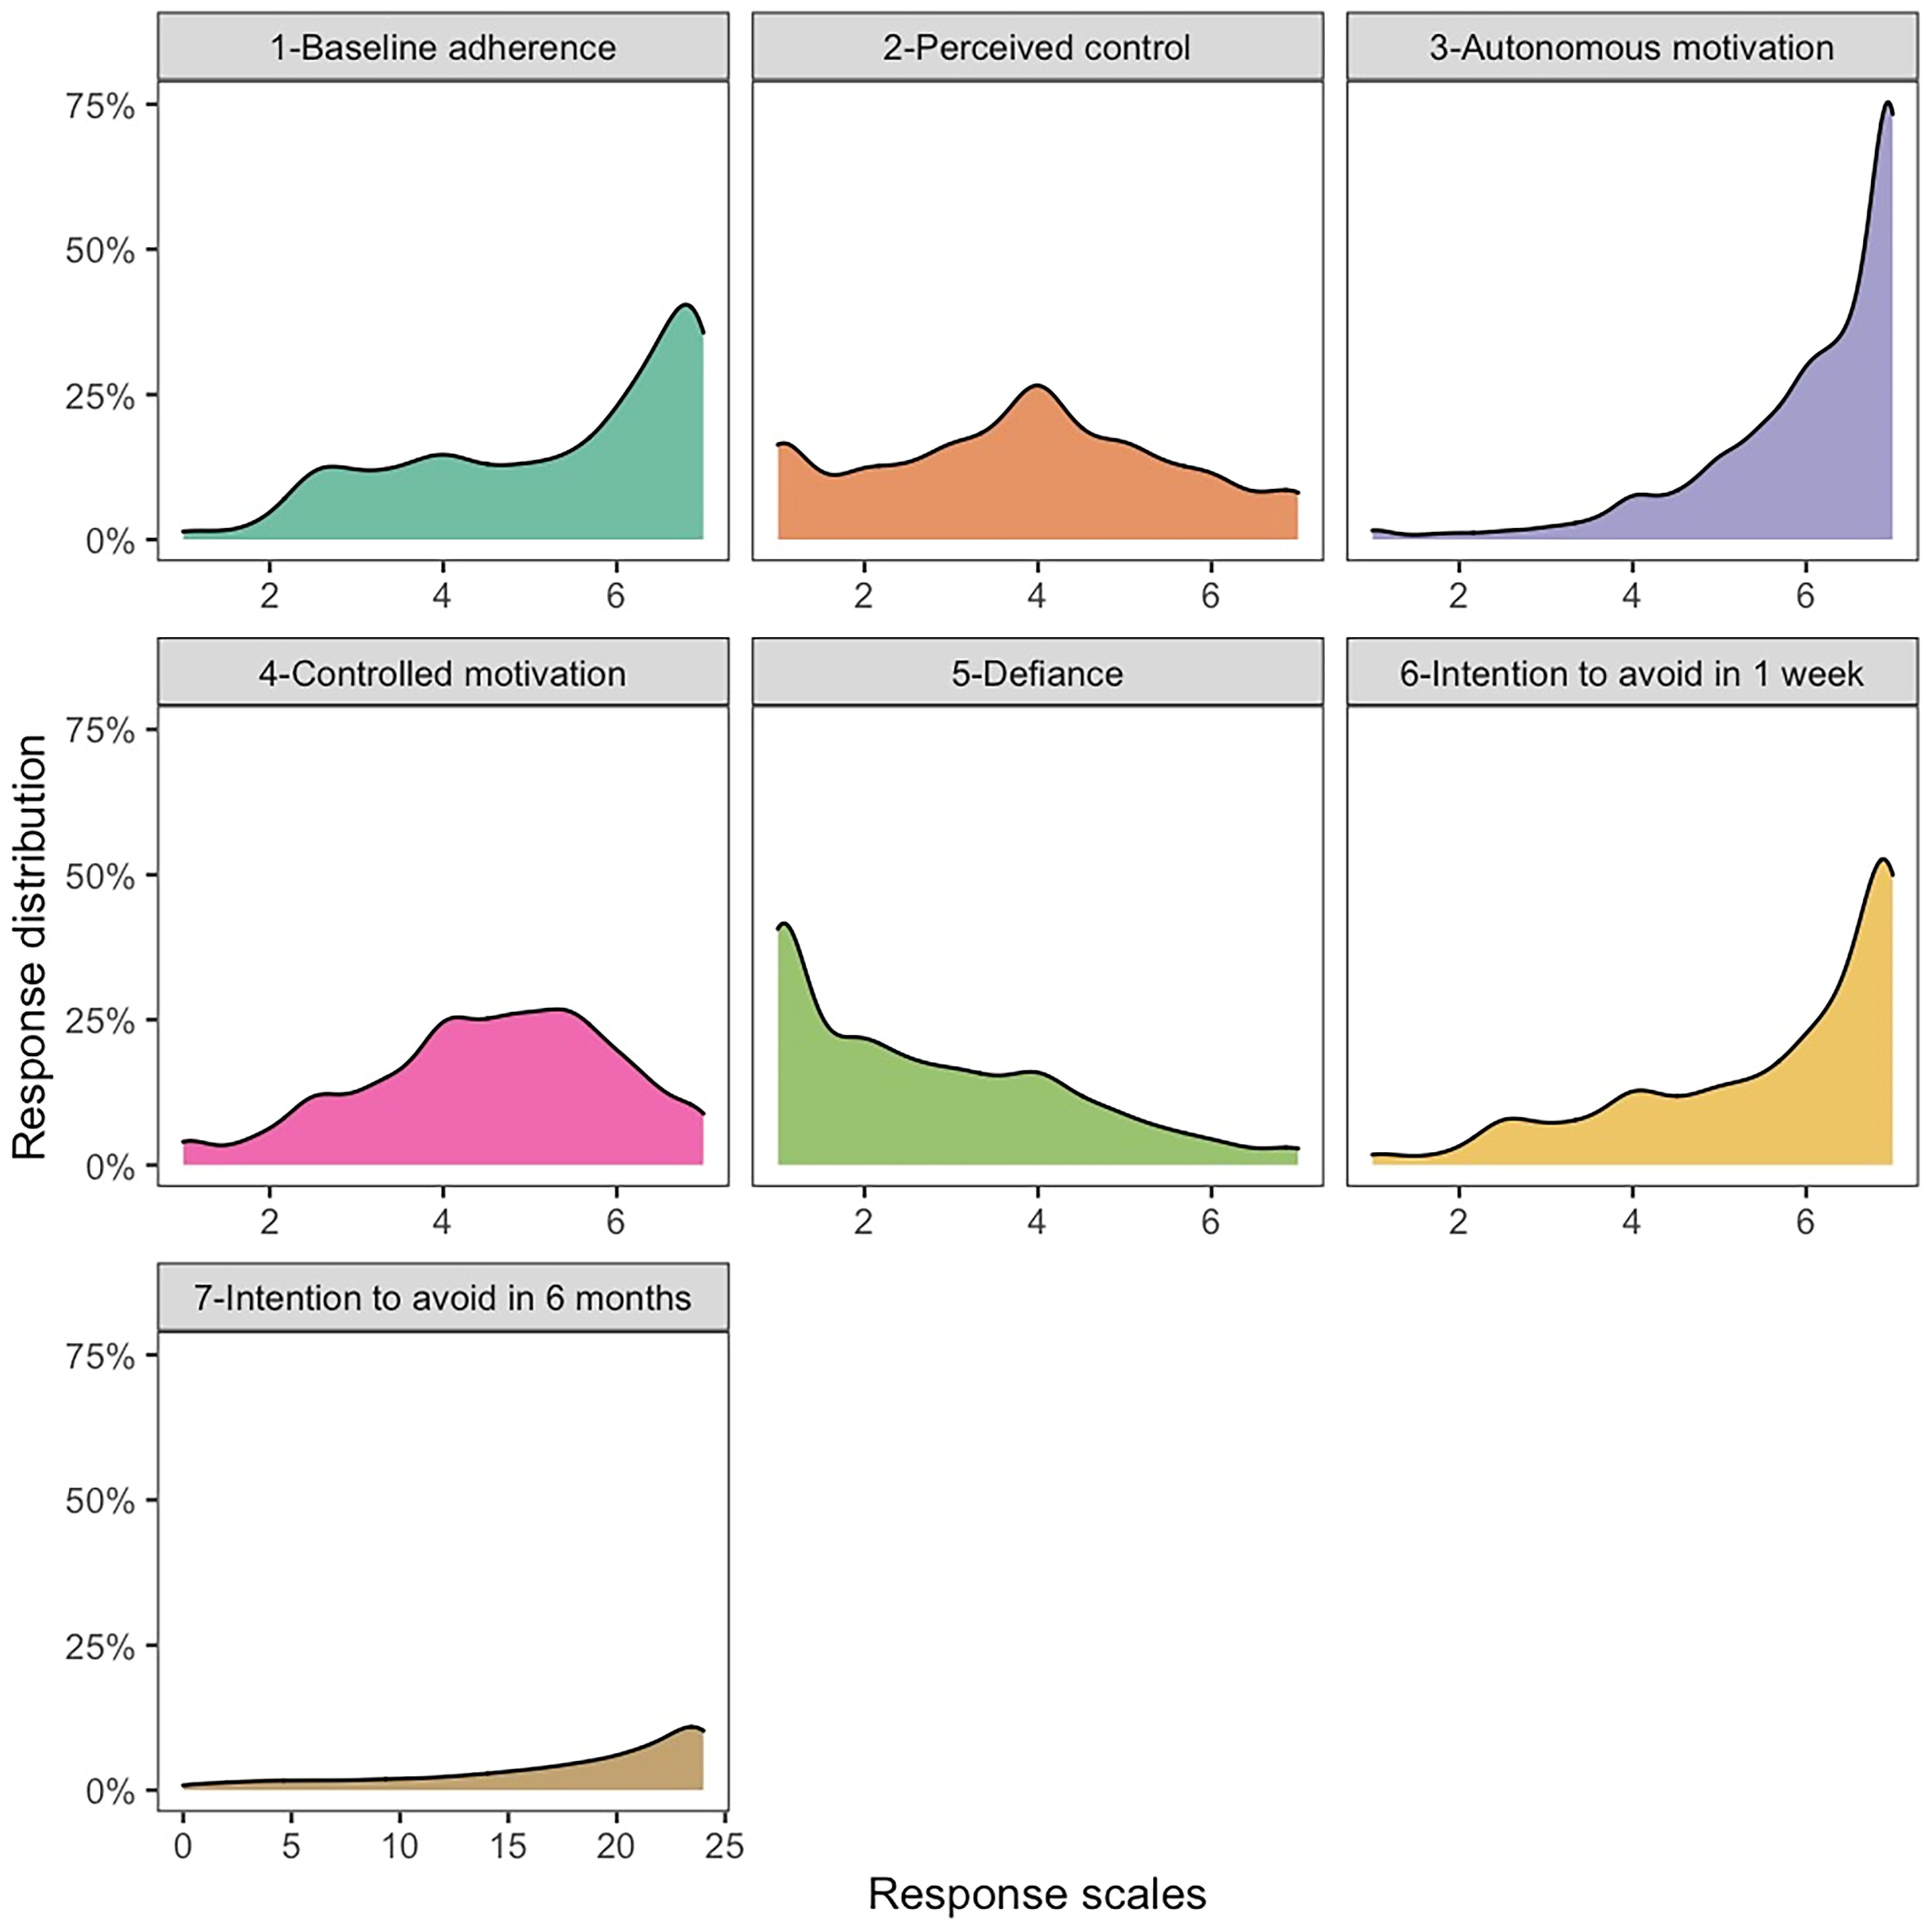 1-Baseline adherence
2-Perceived control
3-Autonomous motivation
75%
50%
25%
0%
2 4 6
2 4 6
2 4 6
4-Controlled motivation
5-Defiance
6-Intention to avoid in 1 week
Response distribution
75%
50%
25%
0%
2 4 6
2 4 6
2 4 6
7-Intention to avoid in 6 months
75%
50%
25%
0%
0 5 10 15 20 25
Response scales